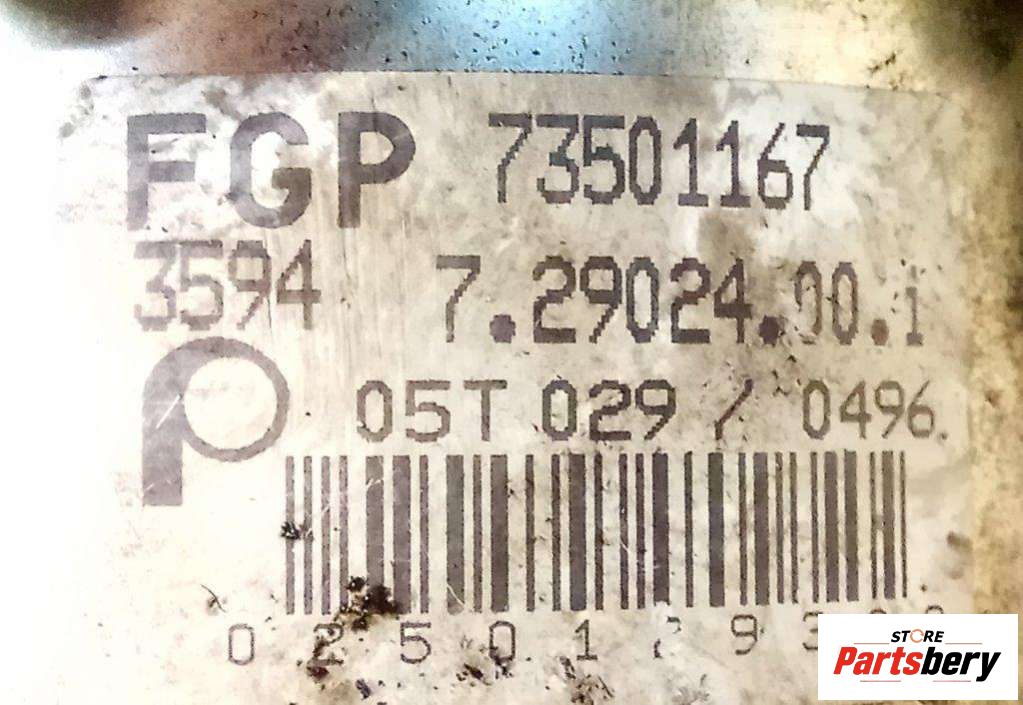 FGP 73501167
3594 7.29024.00.1
05T 029 / 0496
STORE
Partsbery